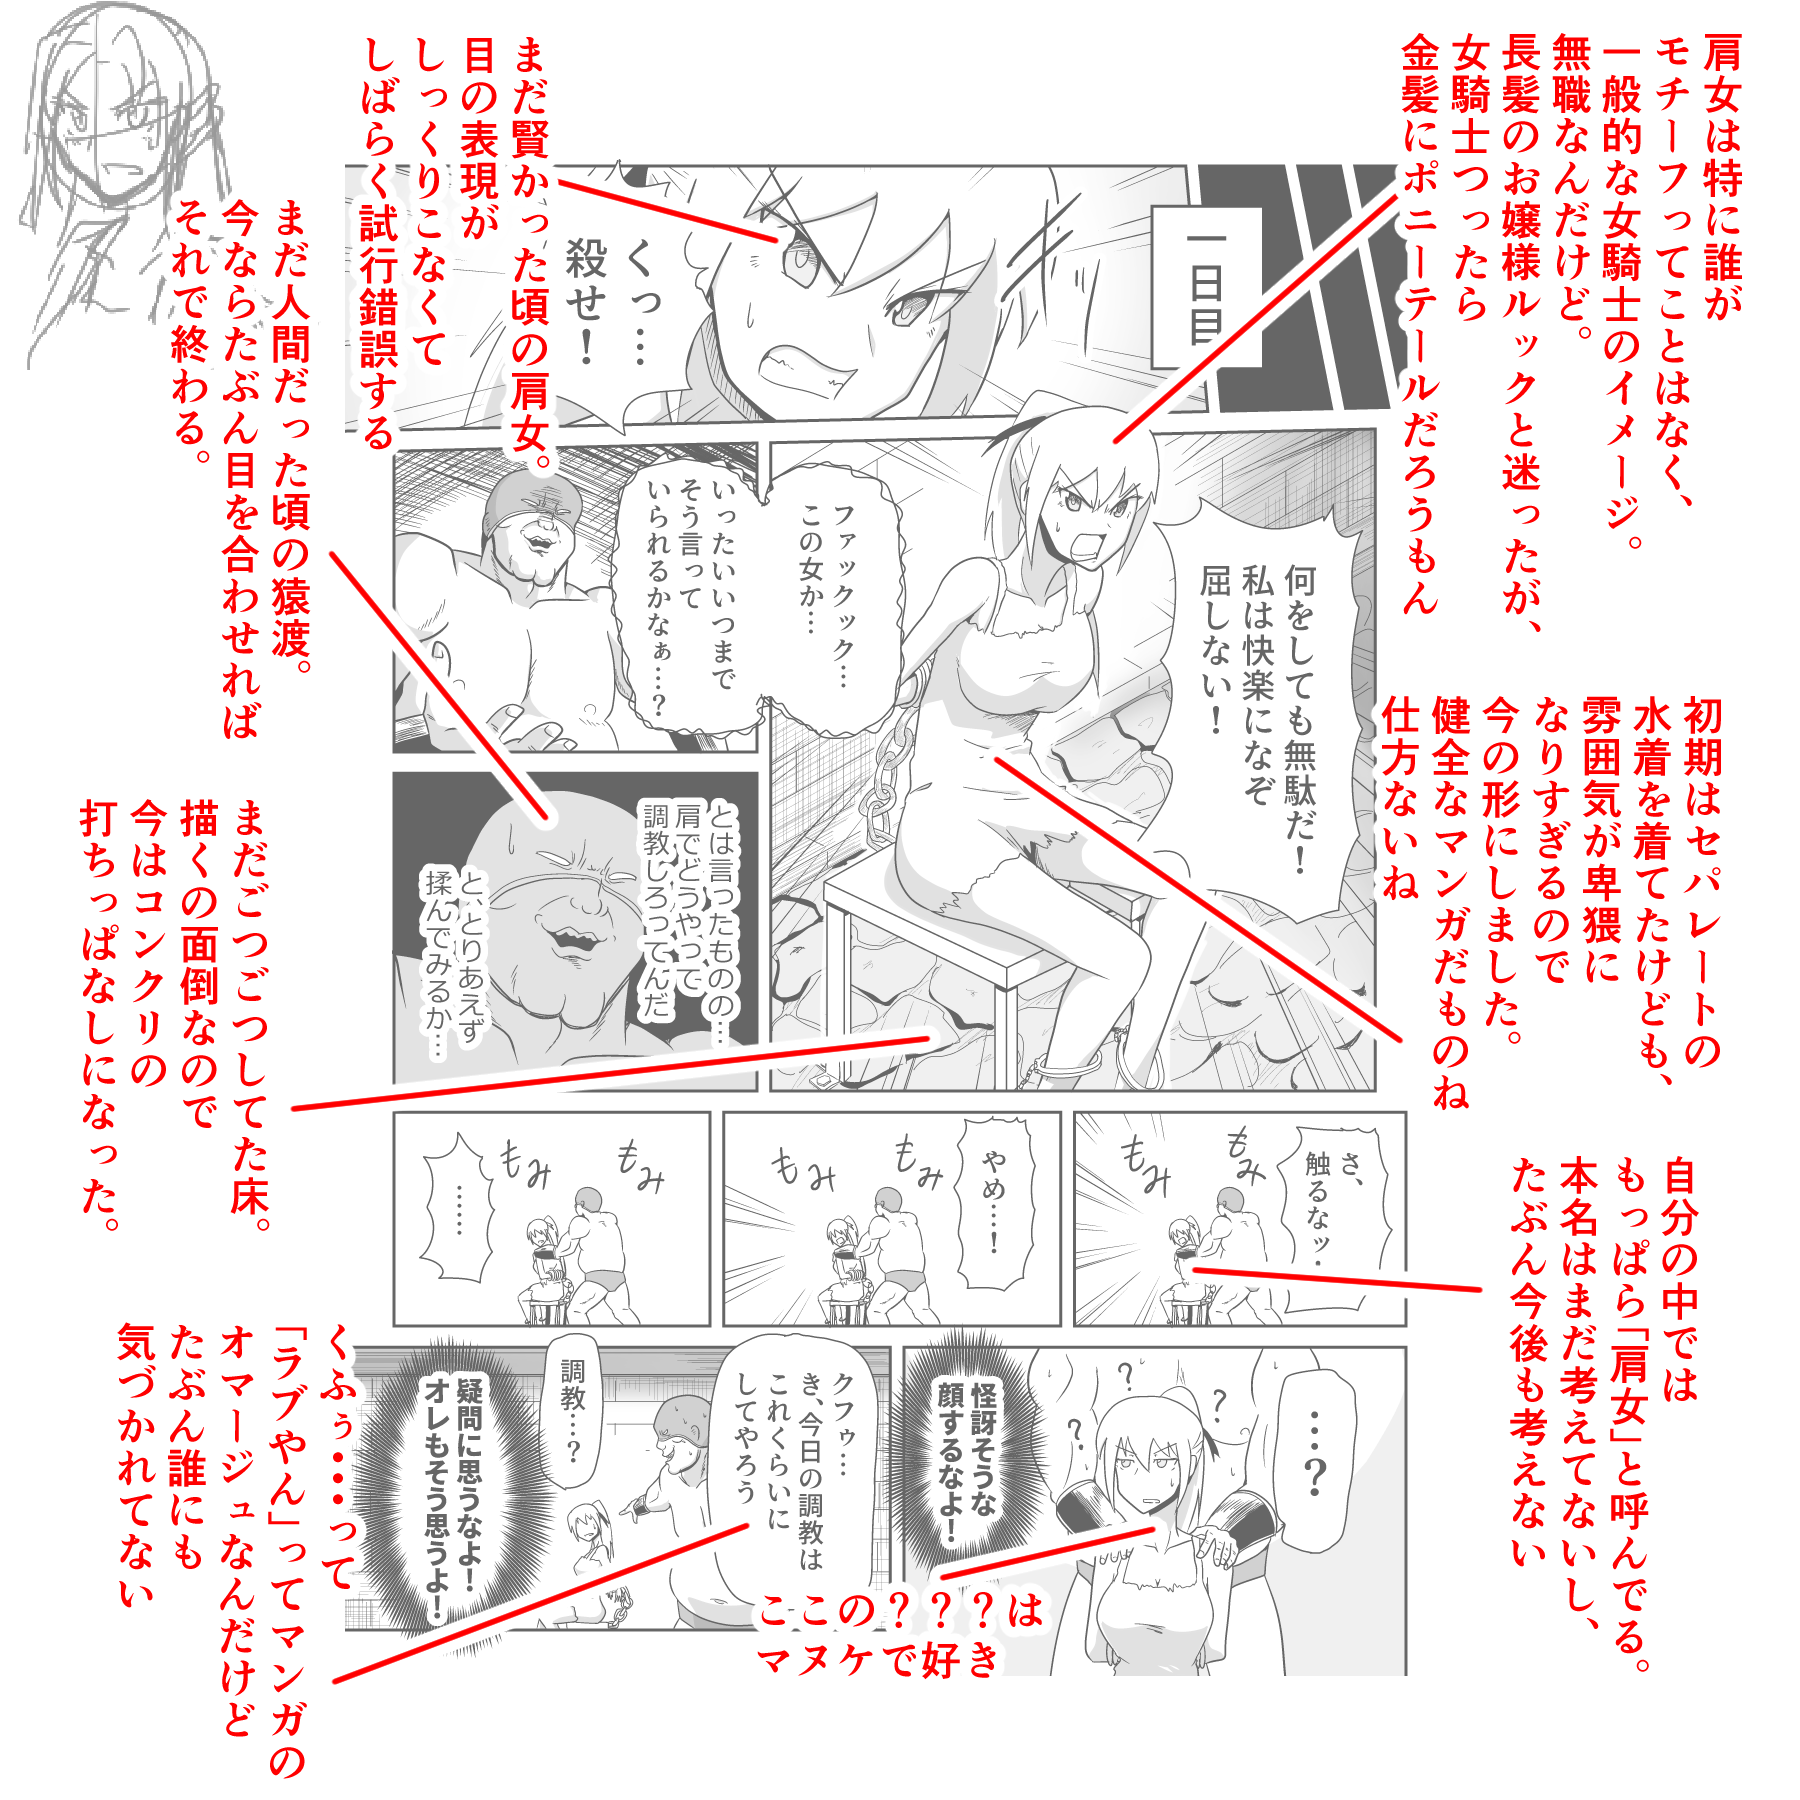 肩女は特に誰が
モチーフってことはなく、
一般的な女騎士のイメージ。
無職なんだけど。
長髪のお嬢様ルックと迷ったが、
女騎士つったら
金髪にポニーテールだろうもん
まだ賢かった頃の肩女。
目の表現が
しっくりこなくて
しばらく試行錯誤する
まだ人間だった頃の猿渡。
今ならたぶん目を合わせれば
それで終わる。
一日目
くっ…
殺せ！
何をしても無駄だ！
私は快楽になぞ
屈しない！
ファックック…
この女か…
いったいいつまで
そう言って
いられるかなぁ…？
とは言ったものの…
肩でどうやって
調教しろってんだ
と、とりあえず
揉んでみるか…
初期はセパレートの
水着を着てたけども、
雰囲気が卑猥に
なりすぎるので
今の形にしました。
健全なマンガだものね
仕方ないね
まだごつごつしてた床。
描くの面倒なので
今はコンクリの
打ちっぱなしになった。
さ、
触るなッ・
もみ
もみ
やめ…！
もみ
もみ
……
もみ
もみ
自分の中では
もっぱら「肩女」と呼んでる。
本名はまだ考えてないし、
たぶん今後も考えない
…？
？
？
？
？
怪訝そうな
顔するなよ！
ここの？？？は
マヌケで好き
クフゥ…
き、今日の調教は
これくらいに
してやろう
調教…？
疑問に思うなよ！
オレもそう思うよ！
くふぅ…って
「ラブやん」ってマンガの
オマージュなんだけど
たぶん誰にも
気づかれてない